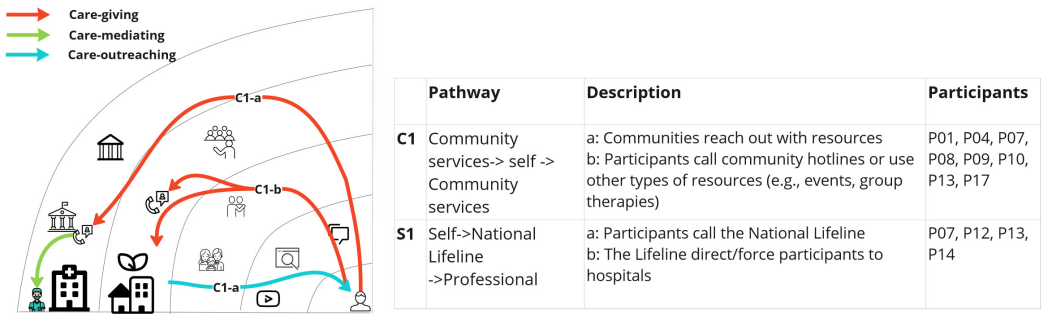 Care-giving
Care-mediating
Care-outreaching
C1-a
C1-b
C1-a
Pathway Description Participants
C1 Community services-> self -> Community services
a: Communities reach out with resources
b: Participants call community hotlines or use other types of resources (e.g., events, group therapies)
P01, P04, P07, P08, P09, P10, P13, P17
S1 Self->National Lifeline ->Professional
a: Participants call the National Lifeline
b: The Lifeline direct/force participants to hospitals
P07, P12, P13, P14